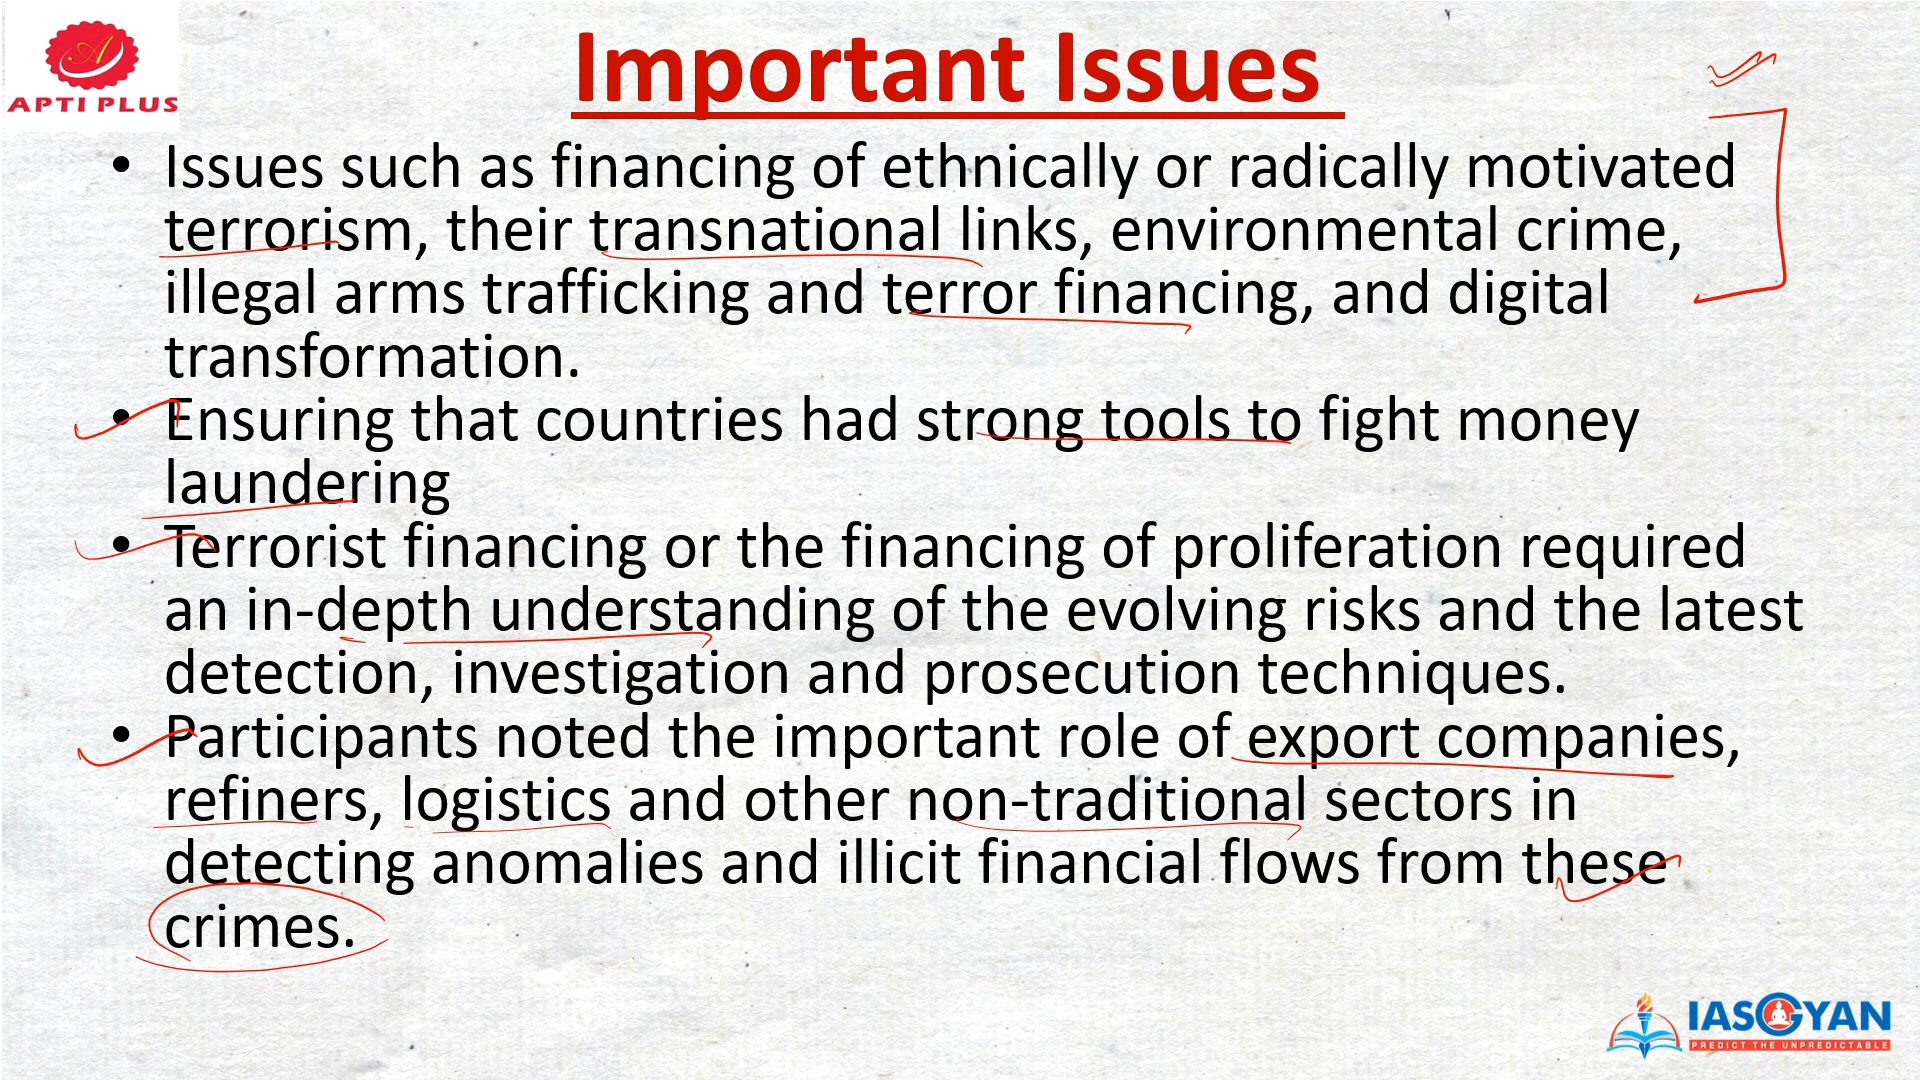 APTI PLUS
Important Issues
• Issues such as financing of ethnically or radically motivated
terrorism, their transnational links, environmental crime,
illegal arms trafficking and terror financing, and digital
transformation.
• Ensuring that countries had strong tools to fight money
laundering
• Terrorist financing or the financing of proliferation required
an in-depth understanding of the evolving risks and the latest
detection, investigation and prosecution techniques.
• Participants noted the important role of export companies,
refiners, logistics and other non-traditional sectors in
detecting anomalies and illicit financial flows from these
crimes.
IASGYAN
PREDICT THE UNPREDICTABLE